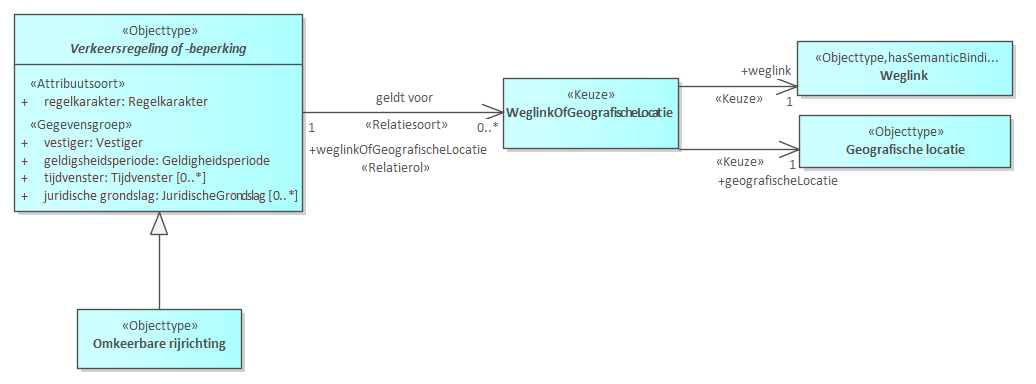 «Objecttype»
Verkeersregeling of -beperking
«Attribuutsoort»
+ regelkarakter: Regelkarakter
«Gegevensgroep»
+ vestiger: Vestiger
+ geldigsheidsperiode: Geldigheidsperiode
+ tijdvenster: Tijdvenster [0..*]
+ juridische grondslag: JuridischeGrondslag [0..*]
geldt voor
«Relatiesoort»
1
0..*
+weglinkOfGeografischeLocatie
«Relatierol»
«Keuze»
WeglinkOfGeografischeLocatie
+weglink
«Keuze»
1
«Objecttype,hasSemanticBindi...
Weglink
«Keuze»
1
+geografischeLocatie
«Objecttype»
Geografische locatie
«Objecttype»
Omkeerbare rijrichting